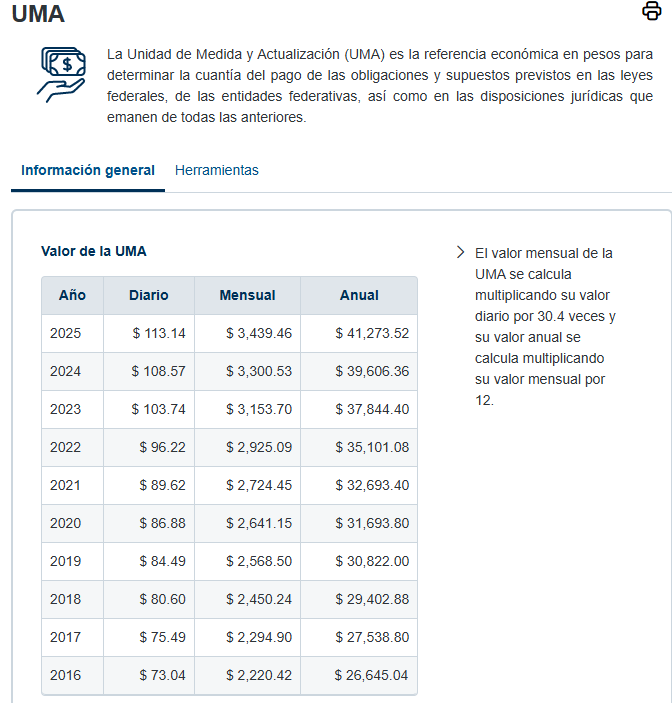 UMA
$
La Unidad de Medida y Actualización (UMA) es la referencia económica en pesos para
determinar la cuantía del pago de las obligaciones y supuestos previstos en las leyes
federales, de las entidades federativas, así como en las disposiciones jurídicas que
emanen de todas las anteriores.
Información general Herramientas
Valor de la UMA
Año Diario Mensual Anual
2025 $ 113.14 $ 3,439.46 $ 41,273.52
2024 $ 108.57 $ 3,300.53 $ 39,606.36
2023 $ 103.74 $ 3,153.70 $ 37,844.40
2022 $ 96.22 $ 2,925.09 $ 35,101.08
2021 $ 89.62 $ 2,724.45 $ 32,693.40
2020 $ 86.88 $ 2,641.15 $ 31,693.80
2019 $ 84.49 $ 2,568.50 $ 30,822.00
2018 $ 80.60 $ 2,450.24 $ 29,402.88
2017 $ 75.49 $ 2,294.90 $ 27,538.80
2016 $ 73.04 $ 2,220.42 $ 26,645.04
El valor mensual de la
UMA se calcula
multiplicando su valor
diario por 30.4 veces y
su valor anual se
calcula multiplicando
su valor mensual por
12.